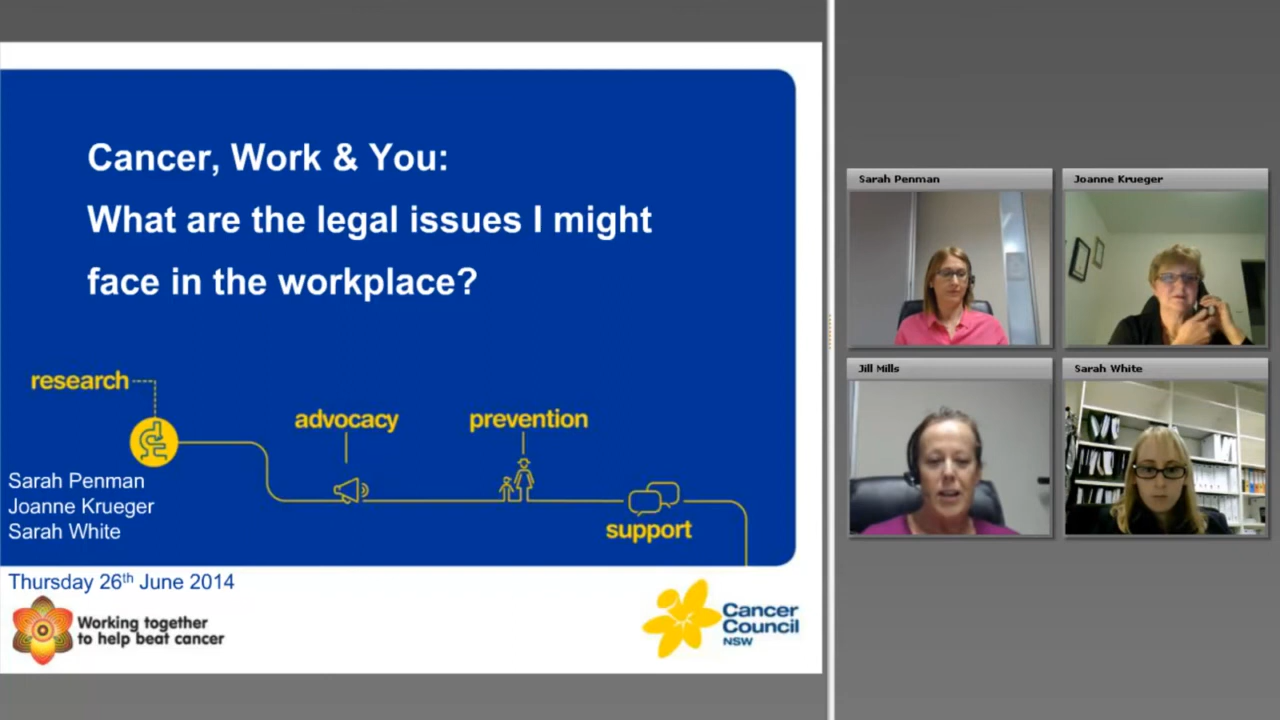 Cancer, Work & You:
What are the legal issues I might
face in the workplace?
research
advocacy
prevention
support
Sarah Penman
Joanne Krueger
Sarah White
Thursday 26th June 2014
Working together
to help beat cancer
Cancer
Council
NSW
Sarah Penman
Joanne Krueger
Jill Mills
Sarah White